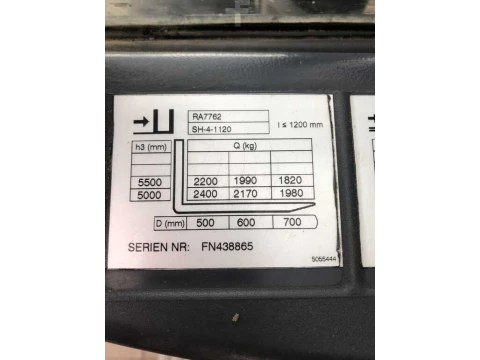 RA7762
SH-4-1120 l ≤ 1200 mm
h3 (mm) Q (kg)
5500 2200 1990 1820
5000 2400 2170 1980
D (mm) 500 600 700
SERIEN NR: FN438865
5055444